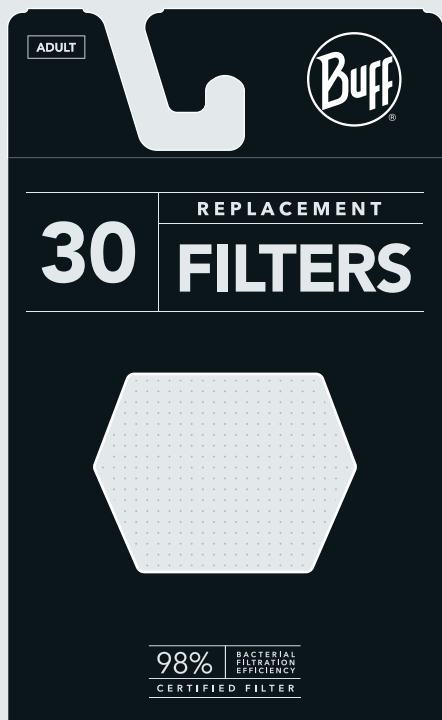 ADULT
BUFF
®
30
REPLACEMENT
FILTERS
98%
BACTERIAL
FILTRATION
EFFICIENCY
CERTIFIED FILTER